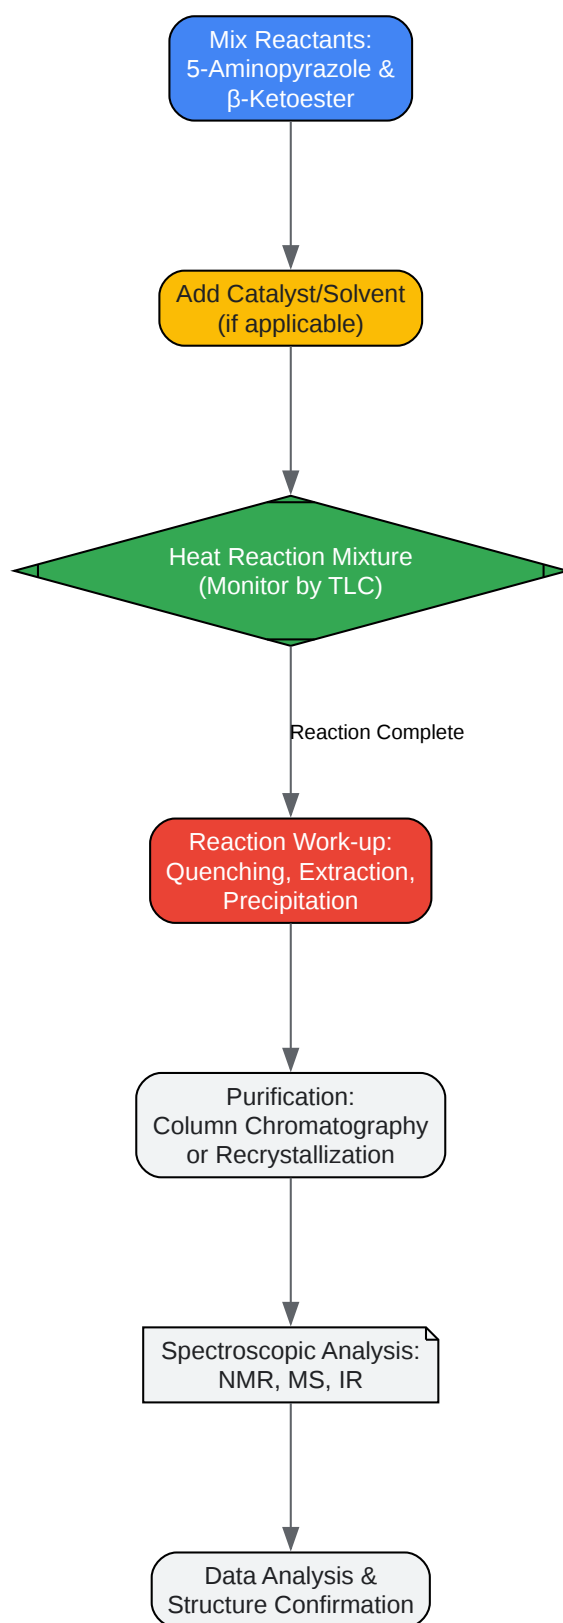 Mix Reactants:
5-Aminopyrazole &
β-Ketoester
Add Catalyst/Solvent
(if applicable)
Heat Reaction Mixture
(Monitor by TLC)
Reaction Complete
Reaction Work-up:
Quenching, Extraction,
Precipitation
Purification:
Column Chromatography
or Recrystallization
Spectroscopic Analysis:
NMR, MS, IR
Data Analysis &
Structure Confirmation